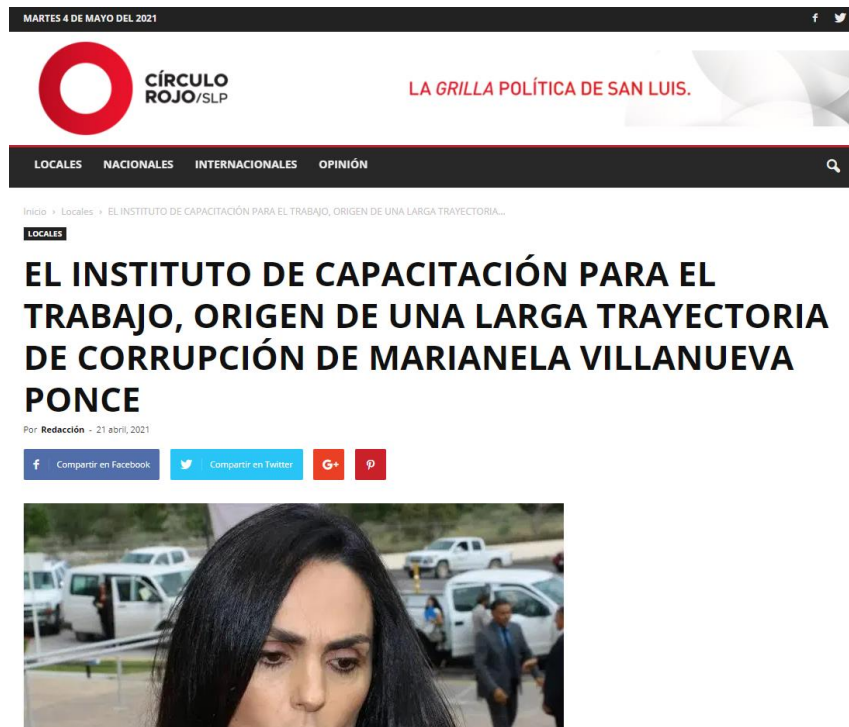 MARTES 4 DE MAYO DEL 2021
CÍRCULO
ROJO/SLP
LA GRILLA POLÍTICA DE SAN LUIS.
LOCALES NACIONALES INTERNACIONALES OPINIÓN
Inicio › Locales › EL INSTITUTO DE CAPACITACIÓN PARA EL TRABAJO, ORIGEN DE UNA LARGA TRAYECTORIA...
LOCALES
EL INSTITUTO DE CAPACITACIÓN PARA EL
TRABAJO, ORIGEN DE UNA LARGA TRAYECTORIA
DE CORRUPCIÓN DE MARIANELA VILLANUEVA
PONCE
Por Redacción - 21 abril, 2021
Compartir en Facebook Compartir en Twitter G+